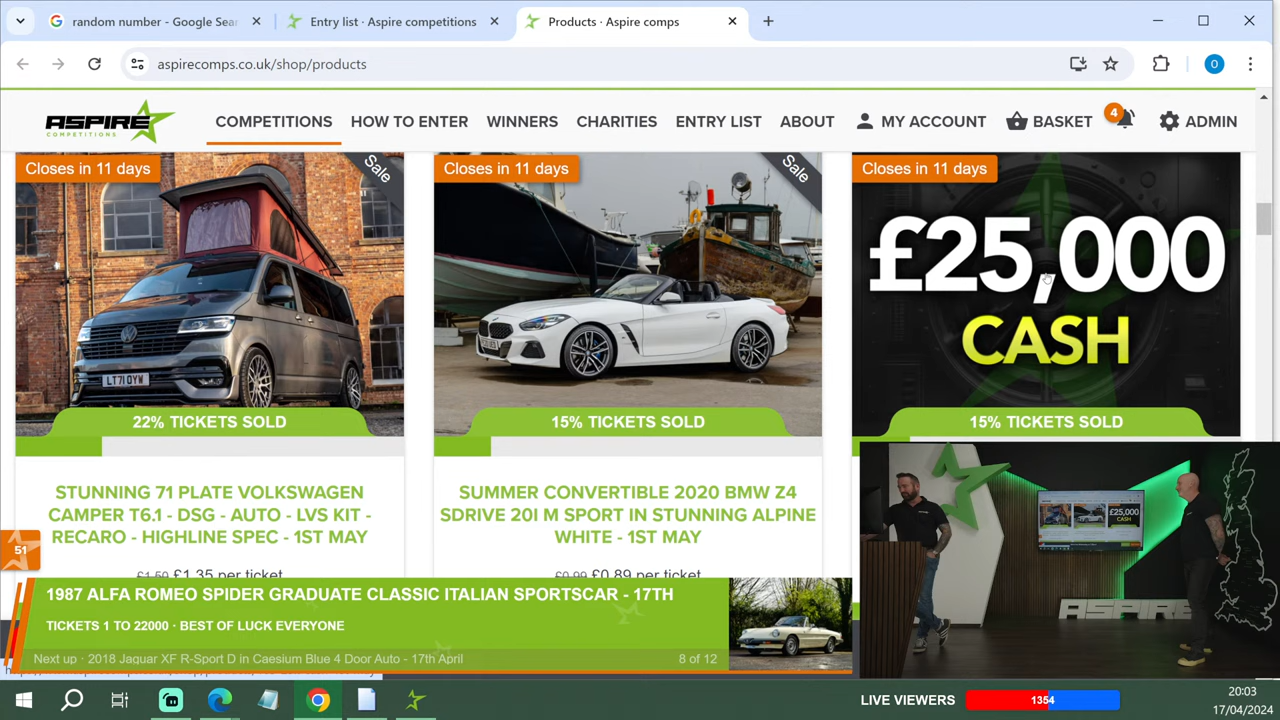 random number - Google Sear
Entry list · Aspire competitions
Products · Aspire comps
aspirecomps.co.uk/shop/products
0
ASPIRE
COMPETITIONS
COMPETITIONS
HOW TO ENTER
WINNERS
CHARITIES
ENTRY LIST
ABOUT
MY ACCOUNT
BASKET
4
ADMIN
Closes in 11 days
Sale
Closes in 11 days
Sale
Closes in 11 days
£25,000
CASH
LT71 OYW
22% TICKETS SOLD
15% TICKETS SOLD
15% TICKETS SOLD
STUNNING 71 PLATE VOLKSWAGEN
CAMPER T6.1 - DSG - AUTO - LVS KIT -
RECARO - HIGHLINE SPEC - 1ST MAY
SUMMER CONVERTIBLE 2020 BMW Z4
SDRIVE 20I M SPORT IN STUNNING ALPINE
WHITE - 1ST MAY
£1.50 £1.35 per ticket
£0.99 £0.89 per ticket
51
1987 ALFA ROMEO SPIDER GRADUATE CLASSIC ITALIAN SPORTSCAR - 17TH
TICKETS 1 TO 22000 · BEST OF LUCK EVERYONE
Next up · 2018 Jaguar XF R-Sport D in Caesium Blue 4 Door Auto - 17th April
8 of 12
£25,000
CASH
ASPIRE
LIVE VIEWERS
1354
20:03
17/04/2024